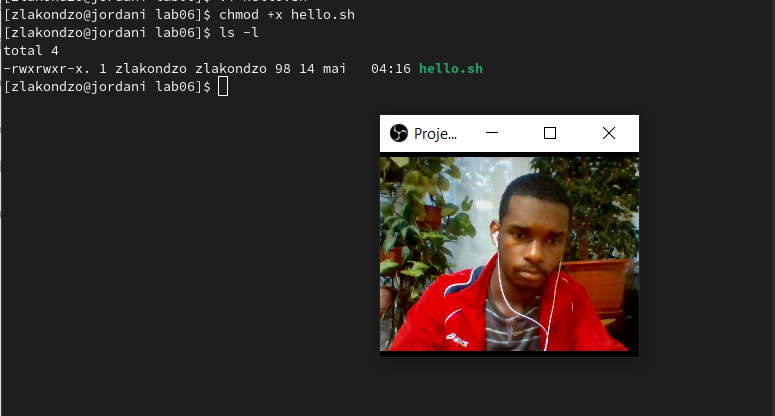 [zlakondzo@jordani lab06]$ chmod +x hello.sh
[zlakondzo@jordani lab06]$ ls -l
total 4
-rwxrwxr-x. 1 zlakondzo zlakondzo 98 14 mai   04:16 hello.sh
[zlakondzo@jordani lab06]$
Proje...
asics